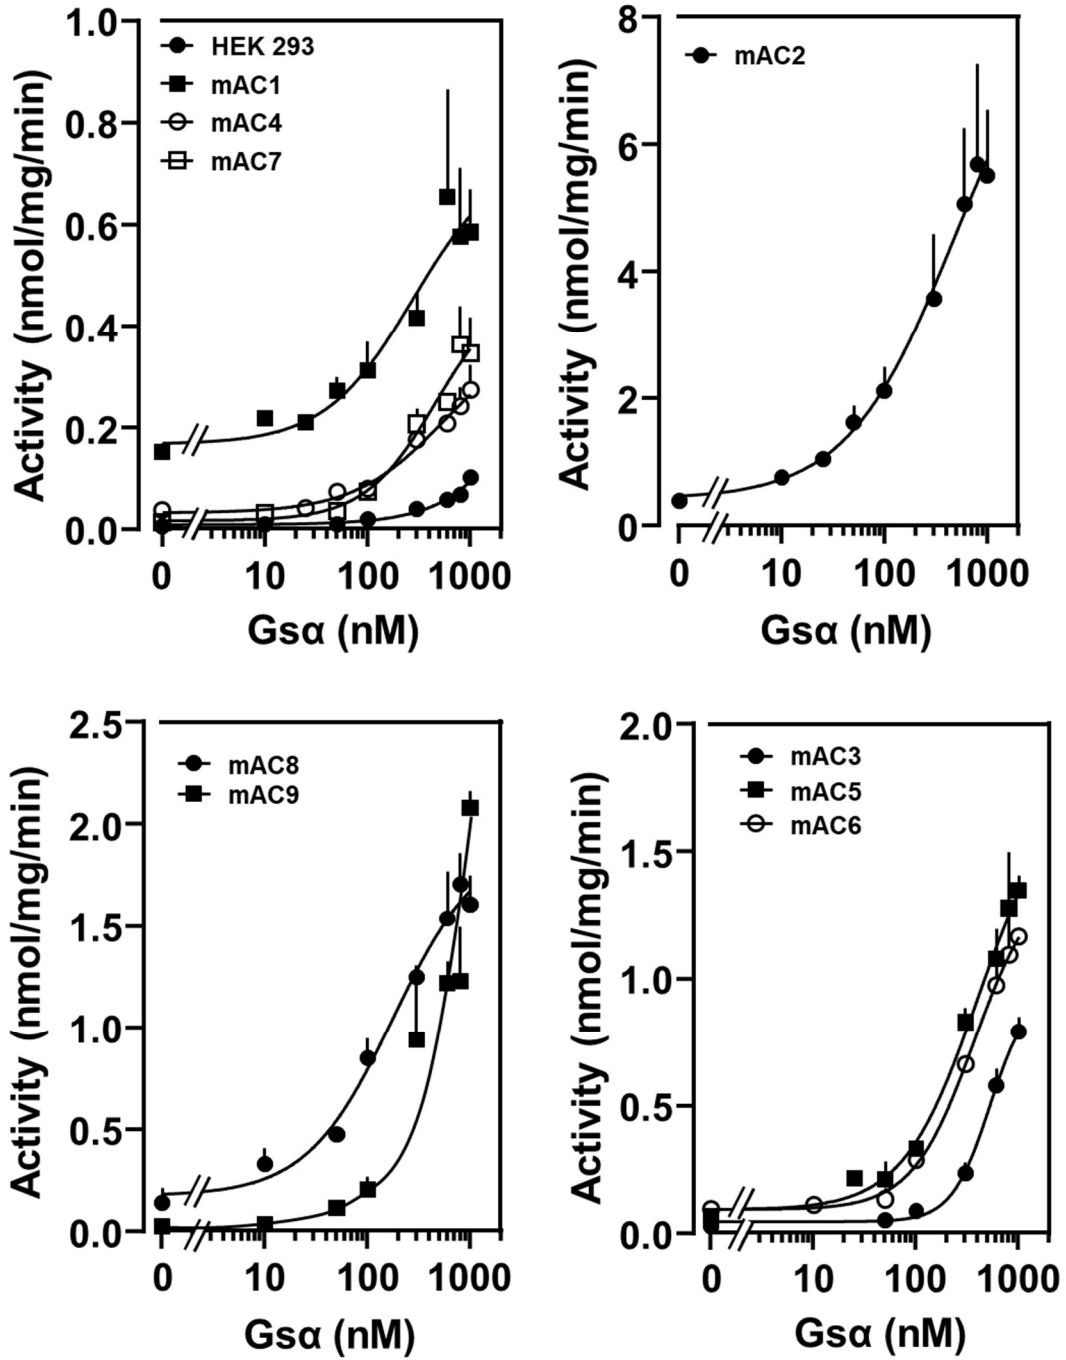 1.0
0.8
0.6
0.4
0.2
0.0
Activity (nmol/mg/min)
HEK 293
mAC1
mAC4
mAC7
0 10 100 1000
Gsα (nM)
8
6
4
2
0
Activity (nmol/mg/min)
mAC2
0 10 100 1000
Gsα (nM)
2.5
2.0
1.5
1.0
0.5
0.0
Activity (nmol/mg/min)
mAC8
mAC9
0 10 100 1000
Gsα (nM)
2.0
1.5
1.0
0.5
0.0
Activity (nmol/mg/min)
mAC3
mAC5
mAC6
0 10 100 1000
Gsα (nM)